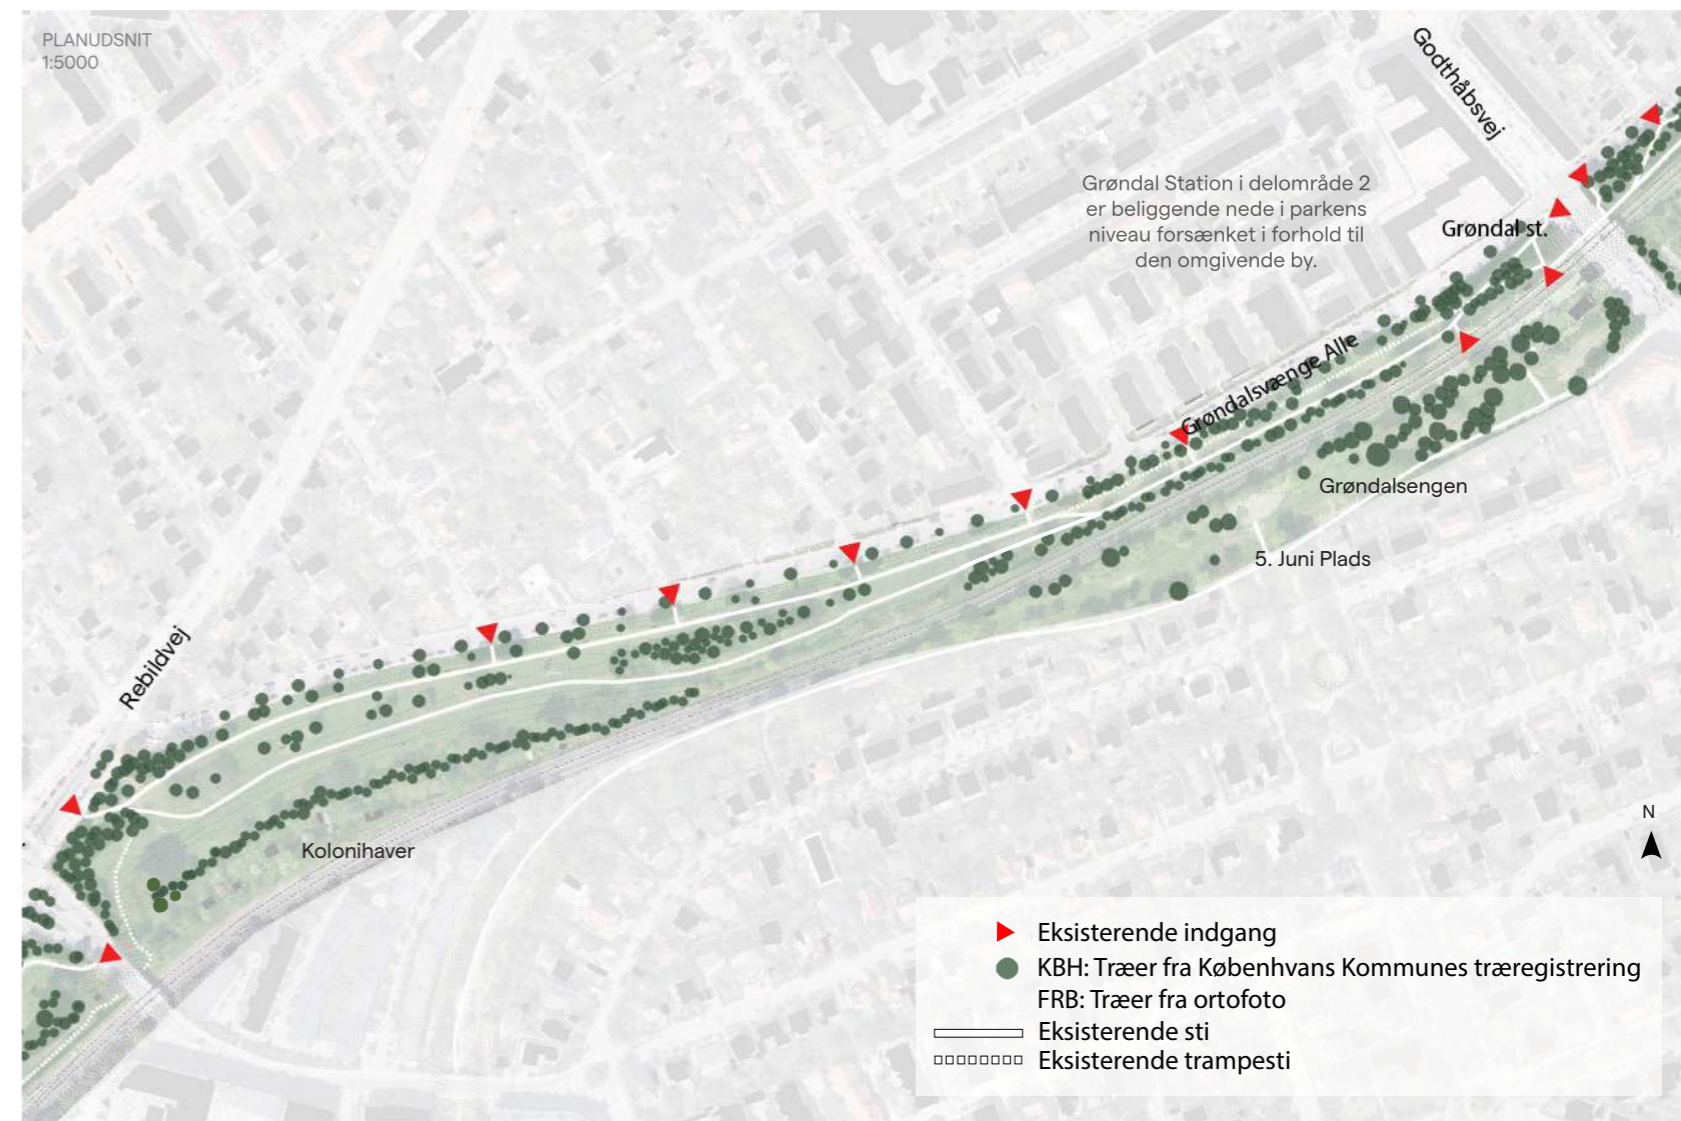 PLANUDSNIT
1:5000
Godthåbsvej
Grøndal Station i delområde 2
er beliggende nede i parkens
niveau forsænket i forhold til
den omgivende by.
Grøndal st.
Grøndalsvænge Alle
Grøndalsengen
5. Juni Plads
Rebildvej
Kolonihaver
N
Eksisterende indgang
KBH: Træer fra Københvans Kommunes træregistrering
FRB: Træer fra ortofoto
Eksisterende sti
Eksisterende trampesti